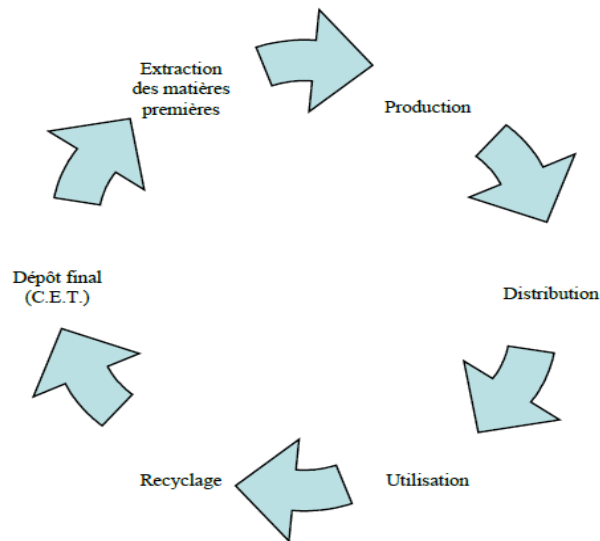 Extraction
des matières
premières
Production
Distribution
Utilisation
Recyclage
Dépôt final
(C.E.T.)